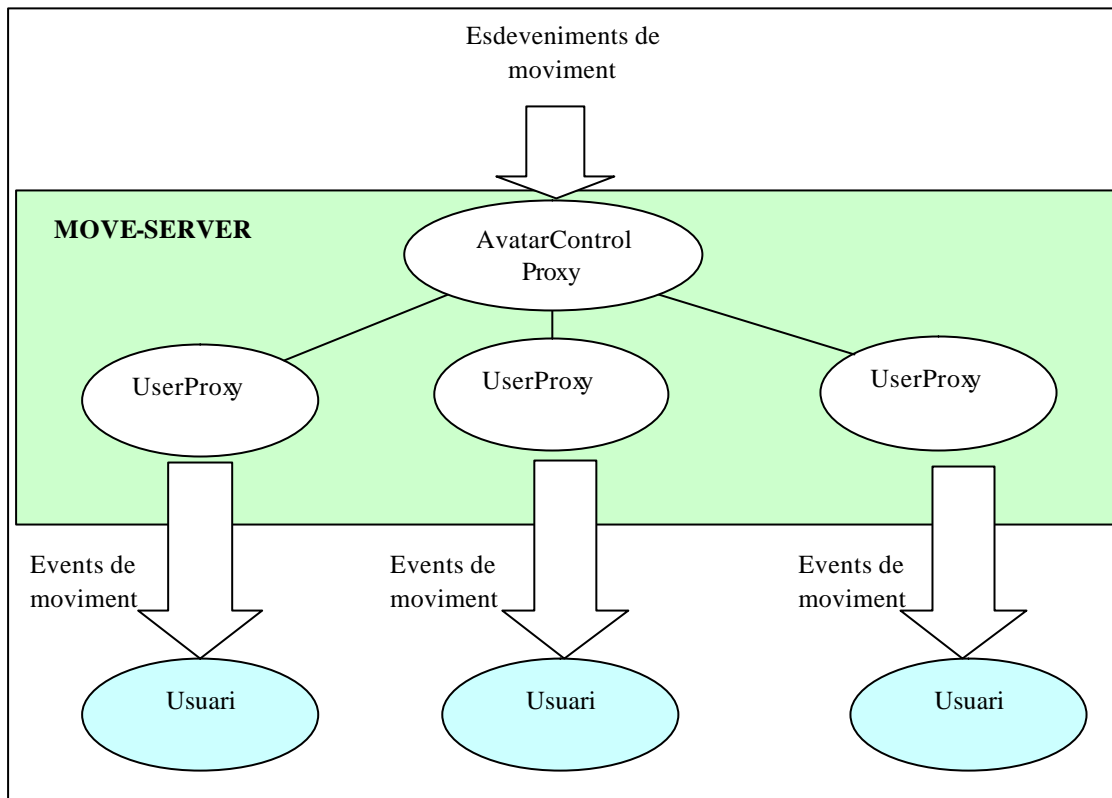 Esdeveniments de
moviment
MOVE-SERVER
AvatarControl
Proxy
UserProxy
UserProxy
UserProxy
Events de
moviment
Events de
moviment
Events de
moviment
Usuari
Usuari
Usuari